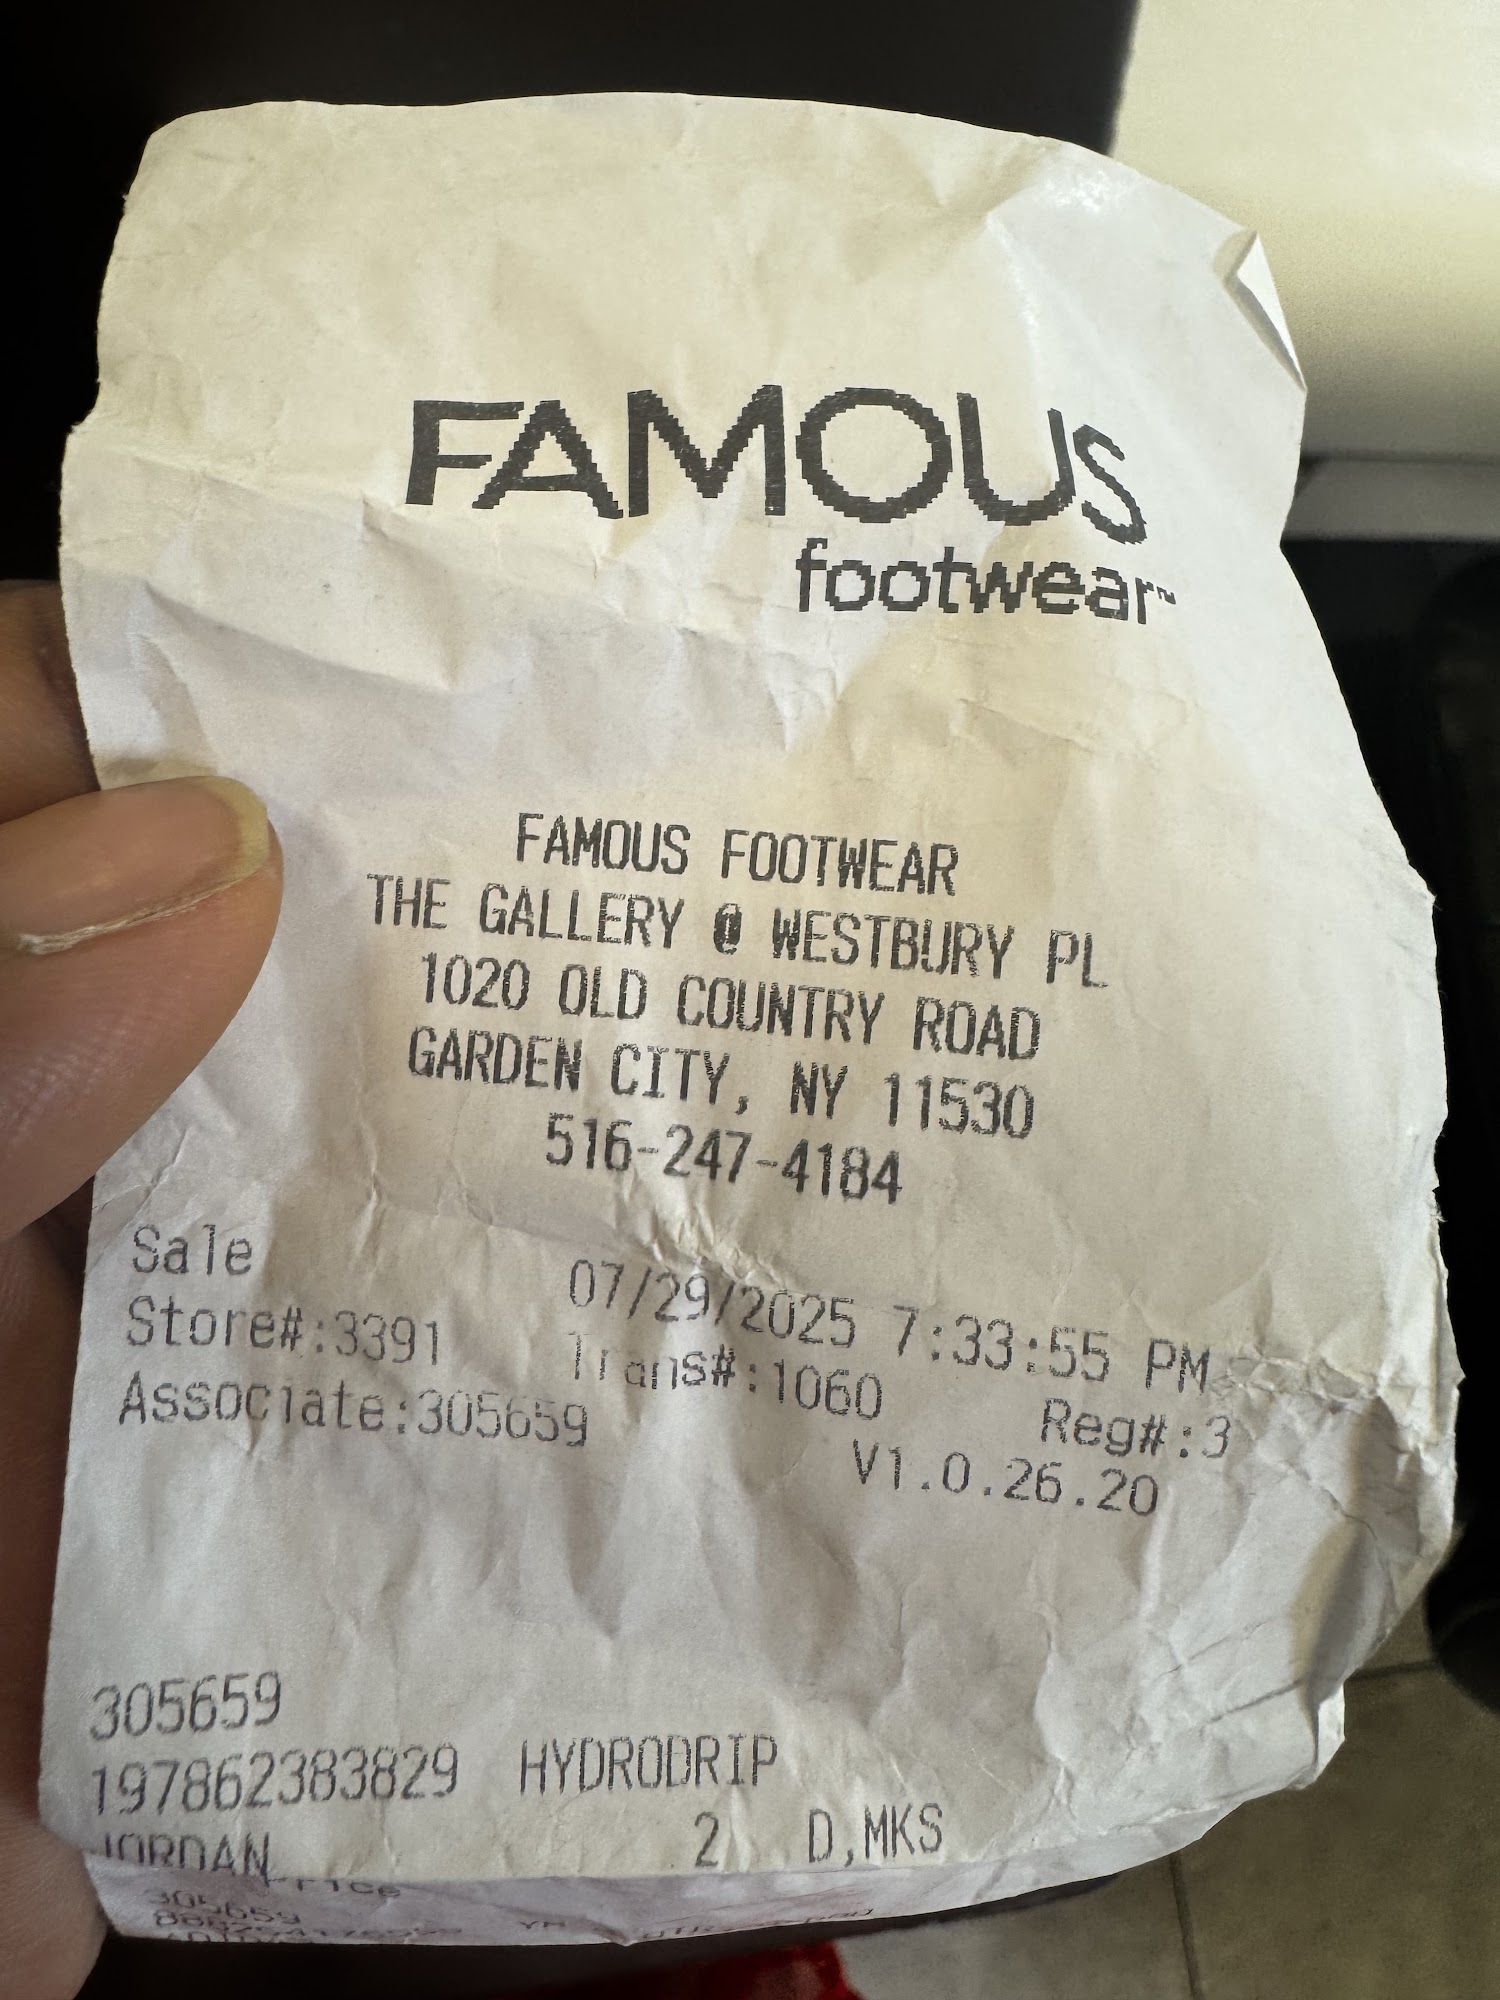 FAMOUS
footwear™
FAMOUS FOOTWEAR
THE GALLERY @ WESTBURY PL
1020 OLD COUNTRY ROAD
GARDEN CITY, NY 11530
516-247-4184
Sale 07/29/2025 7:33:55 PM
Store#:3391 Trans#:1060 Reg#:3
Associate:305659 V1.0.26.20
305659
197862383829 HYDRODRIP
JORDAN 2 D,MKS
305659